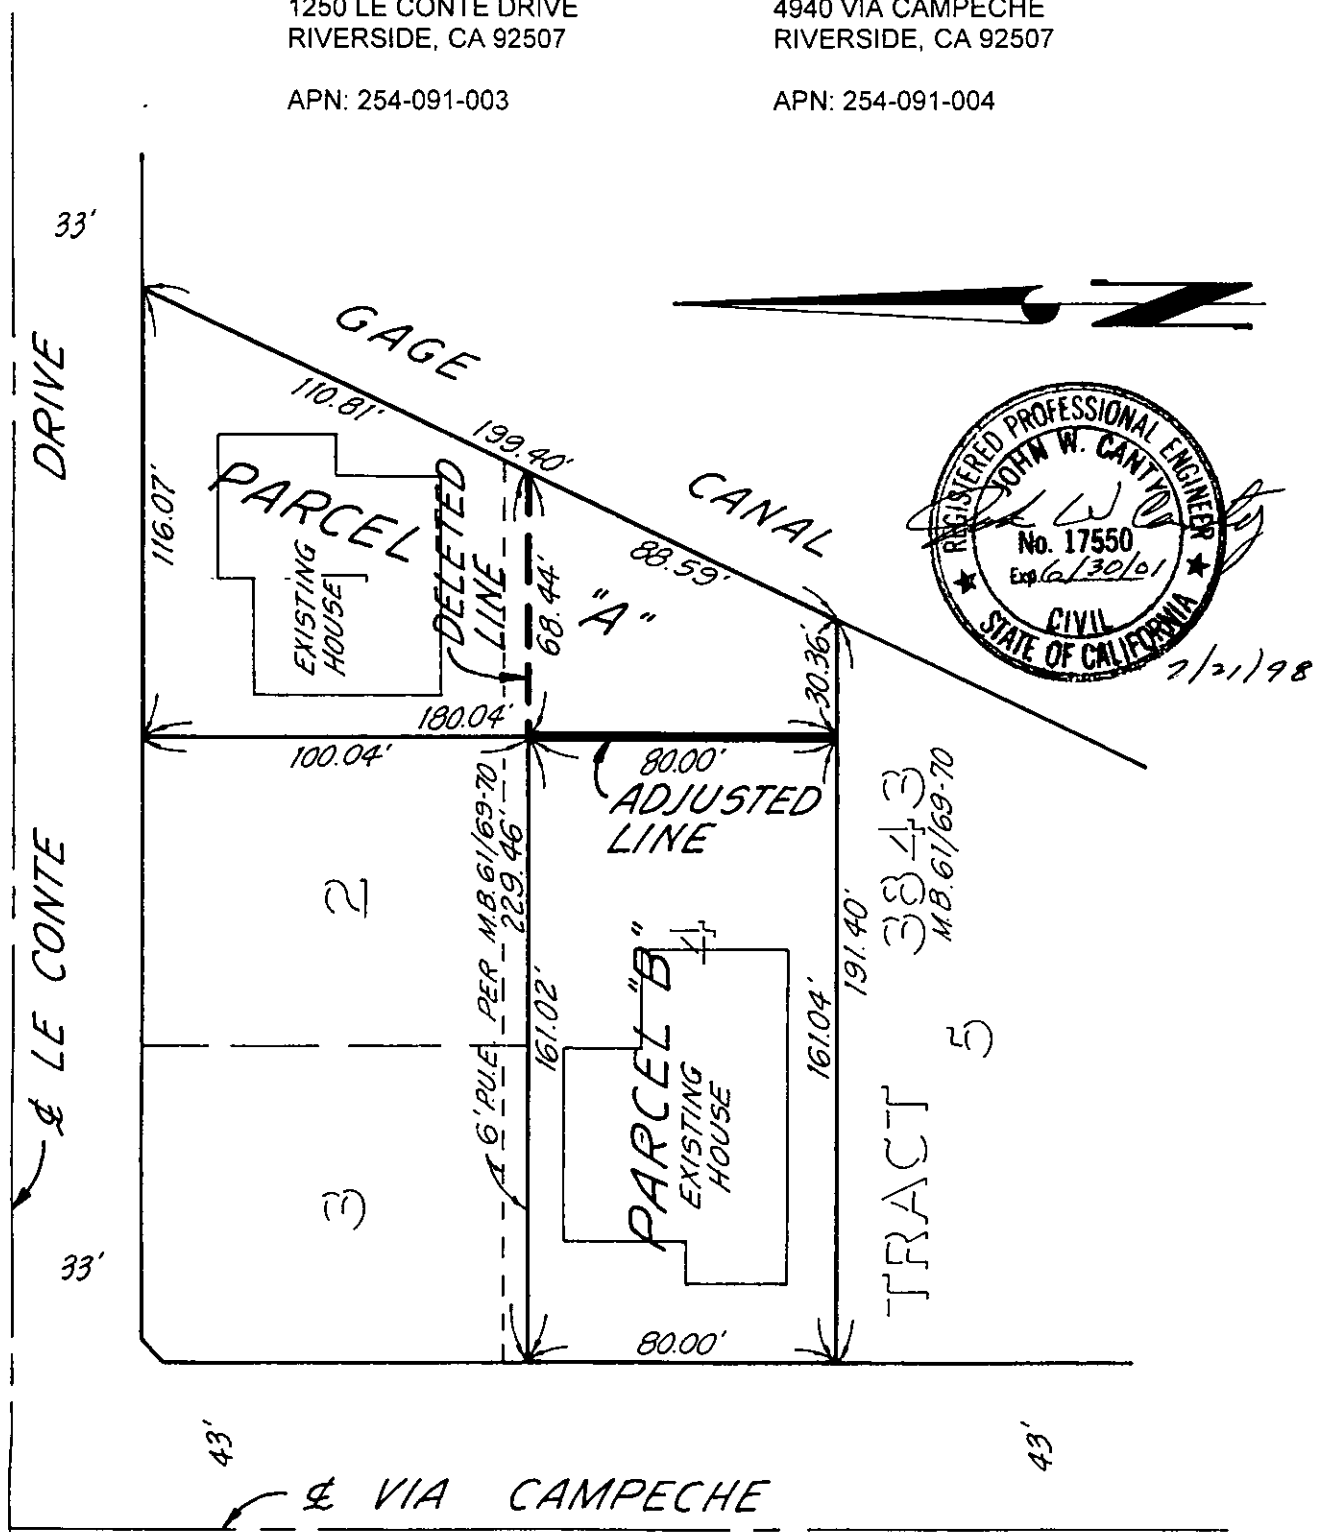 1250 LE CONTE DRIVE
RIVERSIDE, CA 92507
APN: 254-091-003
4940 VIA CAMPECHE
RIVERSIDE, CA 92507
APN: 254-091-004
33'
DRIVE
GAGE
110.81'
199.40'
CANAL
88.59'
N
REGISTERED PROFESSIONAL ENGINEER
JOHN W. CANTY
No. 17550
Exp. 6/30/01
CIVIL
STATE OF CALIFORNIA
7/21/98
116.07'
PARCEL
"A"
EXISTING
HOUSE
DELETED
LINE
68.44'
30.36'
180.04'
100.04'
80.00'
ADJUSTED
LINE
℄ LE CONTE
2
6' P.U.E. PER M.B. 61/69-70
229.46'
161.02'
PARCEL "B"
4
EXISTING
HOUSE
161.04'
191.40'
TRACT 3843
M.B. 61/69-70
5
3
33'
80.00'
43'
43'
℄ VIA CAMPECHE